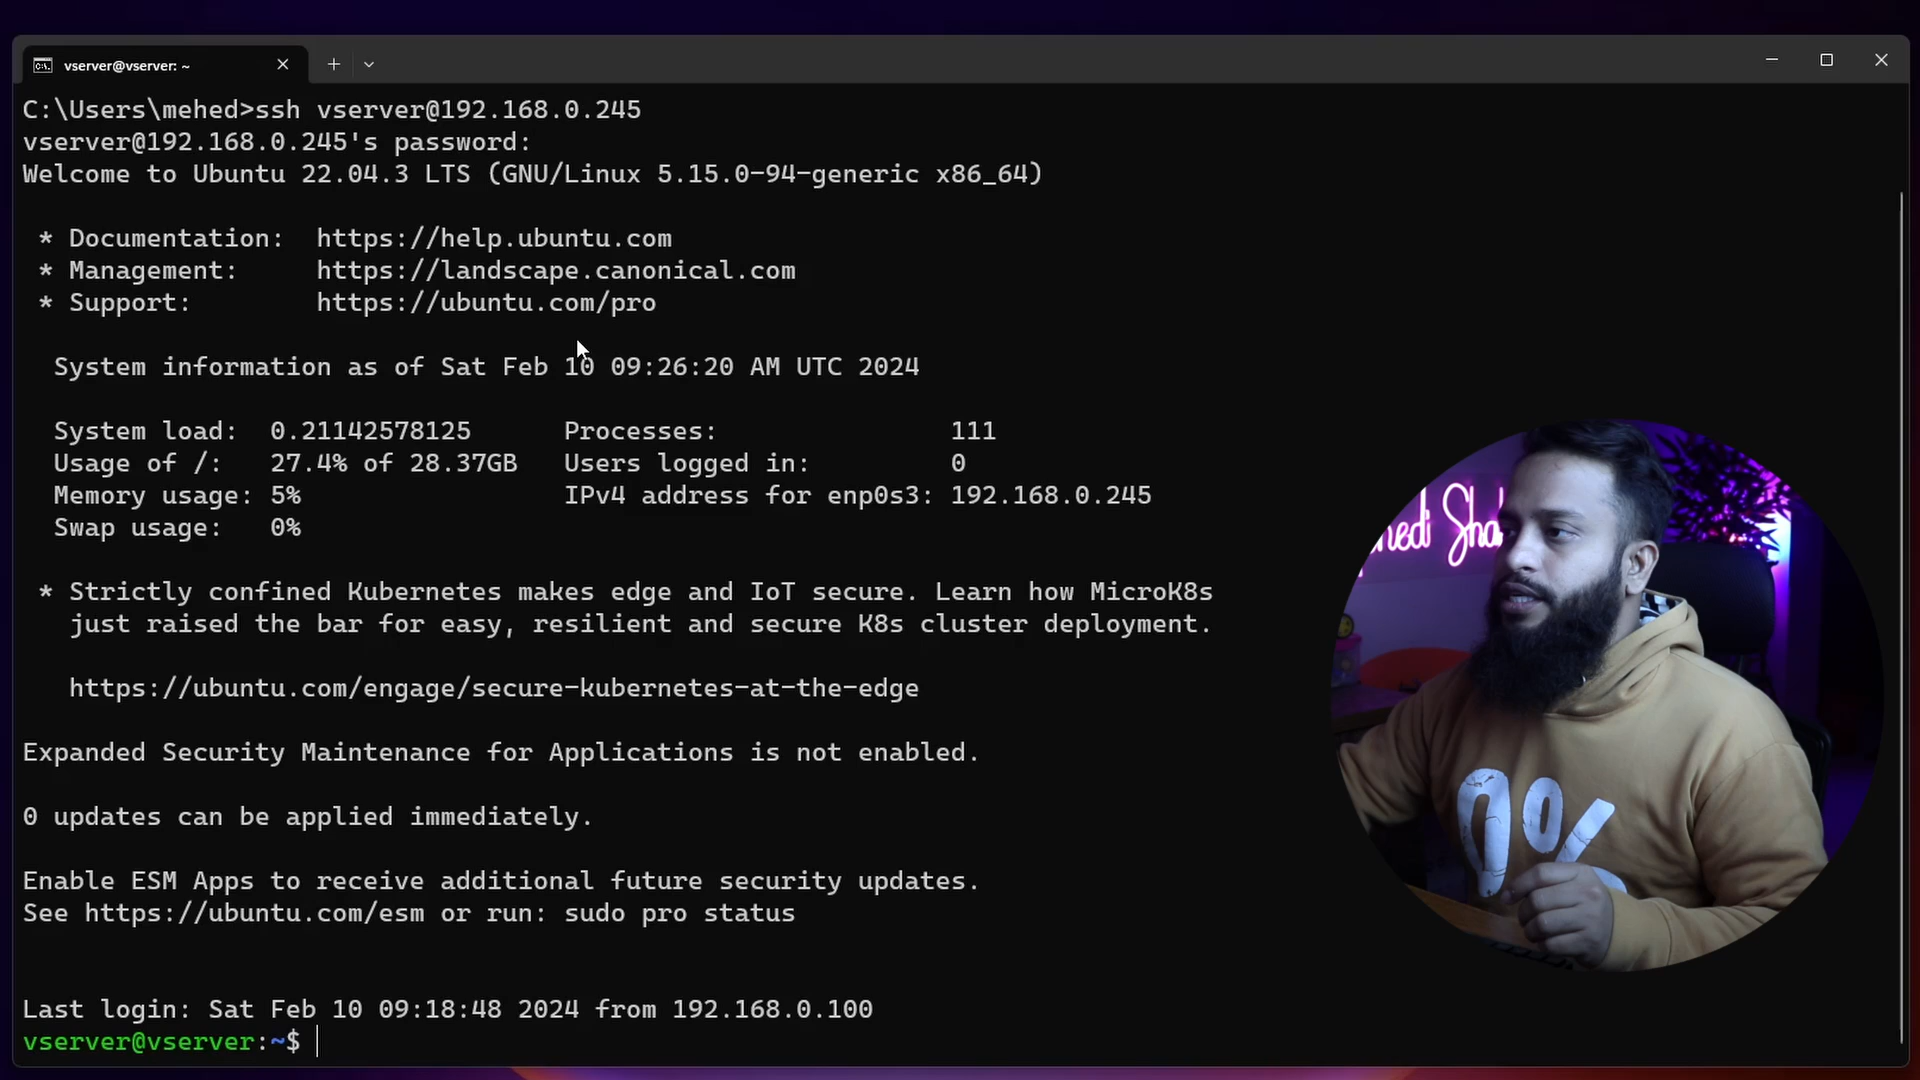 vserver@vserver: ~
C:\Users\mehed>ssh vserver@192.168.0.245
vserver@192.168.0.245's password:
Welcome to Ubuntu 22.04.3 LTS (GNU/Linux 5.15.0-94-generic x86_64)
* Documentation: https://help.ubuntu.com
* Management: https://landscape.canonical.com
* Support: https://ubuntu.com/pro
System information as of Sat Feb 10 09:26:20 AM UTC 2024
System load: 0.21142578125 Processes: 111
Usage of /: 27.4% of 28.37GB Users logged in: 0
Memory usage: 5% IPv4 address for enp0s3: 192.168.0.245
Swap usage: 0%
* Strictly confined Kubernetes makes edge and IoT secure. Learn how MicroK8s
just raised the bar for easy, resilient and secure K8s cluster deployment.
https://ubuntu.com/engage/secure-kubernetes-at-the-edge
Expanded Security Maintenance for Applications is not enabled.
0 updates can be applied immediately.
Enable ESM Apps to receive additional future security updates.
See https://ubuntu.com/esm or run: sudo pro status
Last login: Sat Feb 10 09:18:48 2024 from 192.168.0.100
vserver@vserver:~$
0%